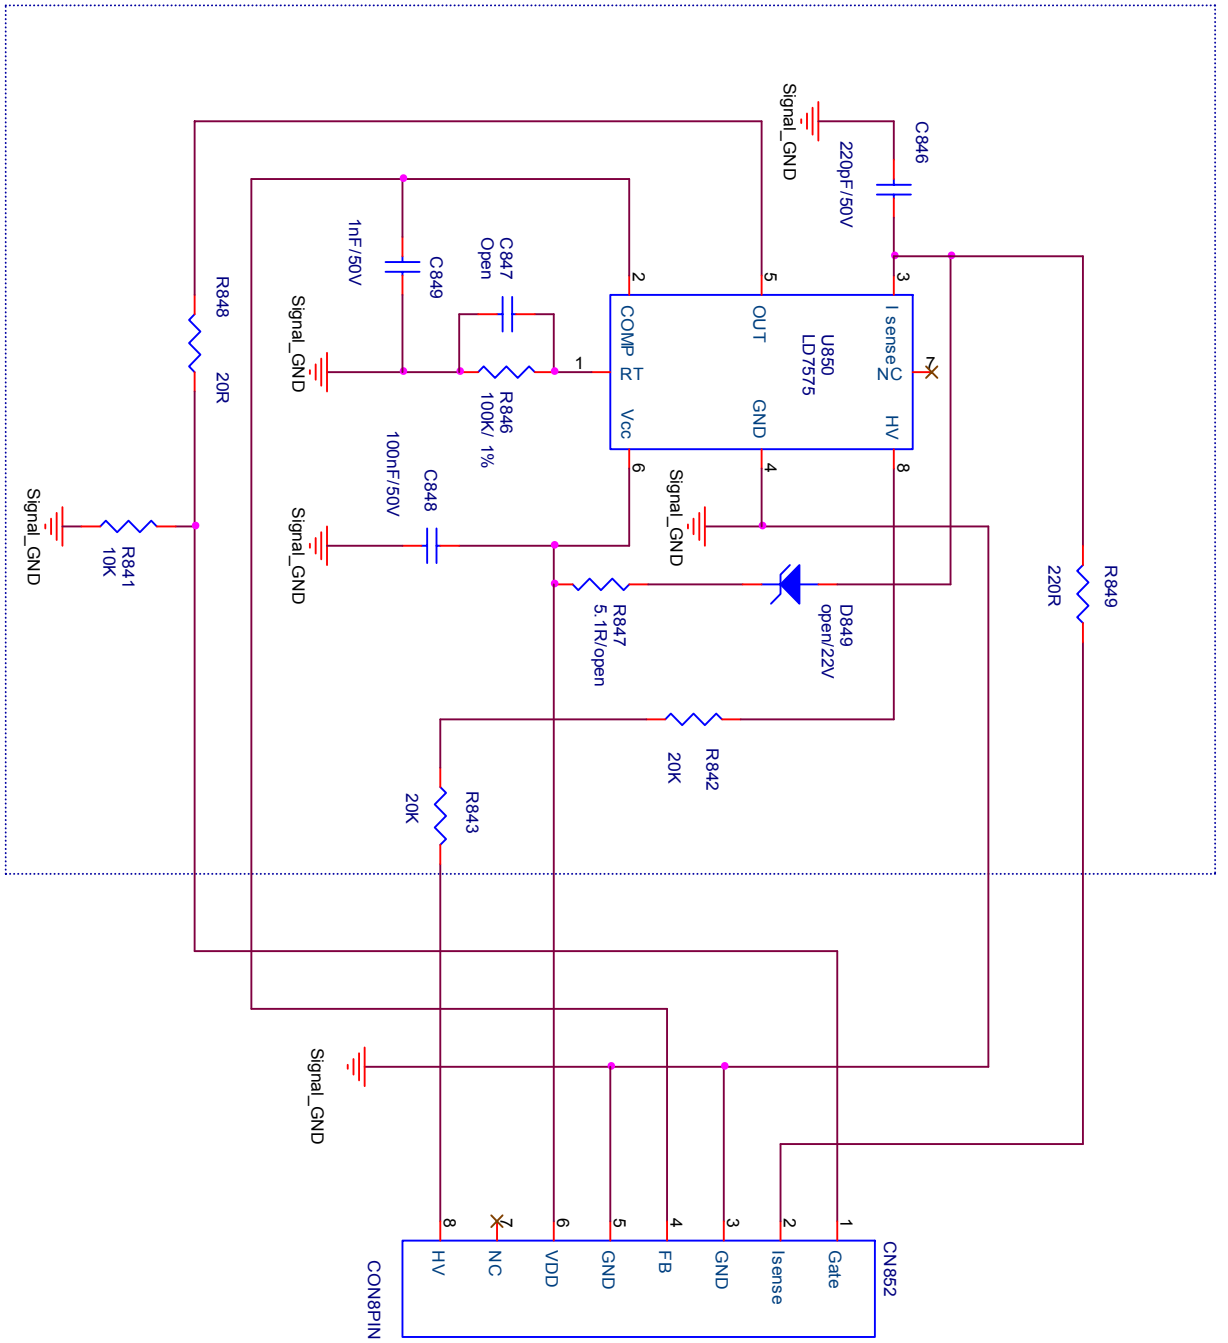 Signal_GND
C846
220pF/50V
1nF/50V
C849
C847
Open
2
5
3
COMP
OUT
I sense
U850
LD7575
1
RT
NC
7
Vcc
GND
HV
6
4
8
R848
20R
Signal_GND
R846
100K/ 1%
100nF/50V
C848
Signal_GND
Signal_GND
Signal_GND
R841
10K
R847
5.1R/open
D849
open/22V
R849
220R
R842
20K
R843
20K
Signal_GND
8
7
6
5
4
3
2
1
HV
NC
VDD
GND
FB
GND
Isense
Gate
CN852
CON8PIN